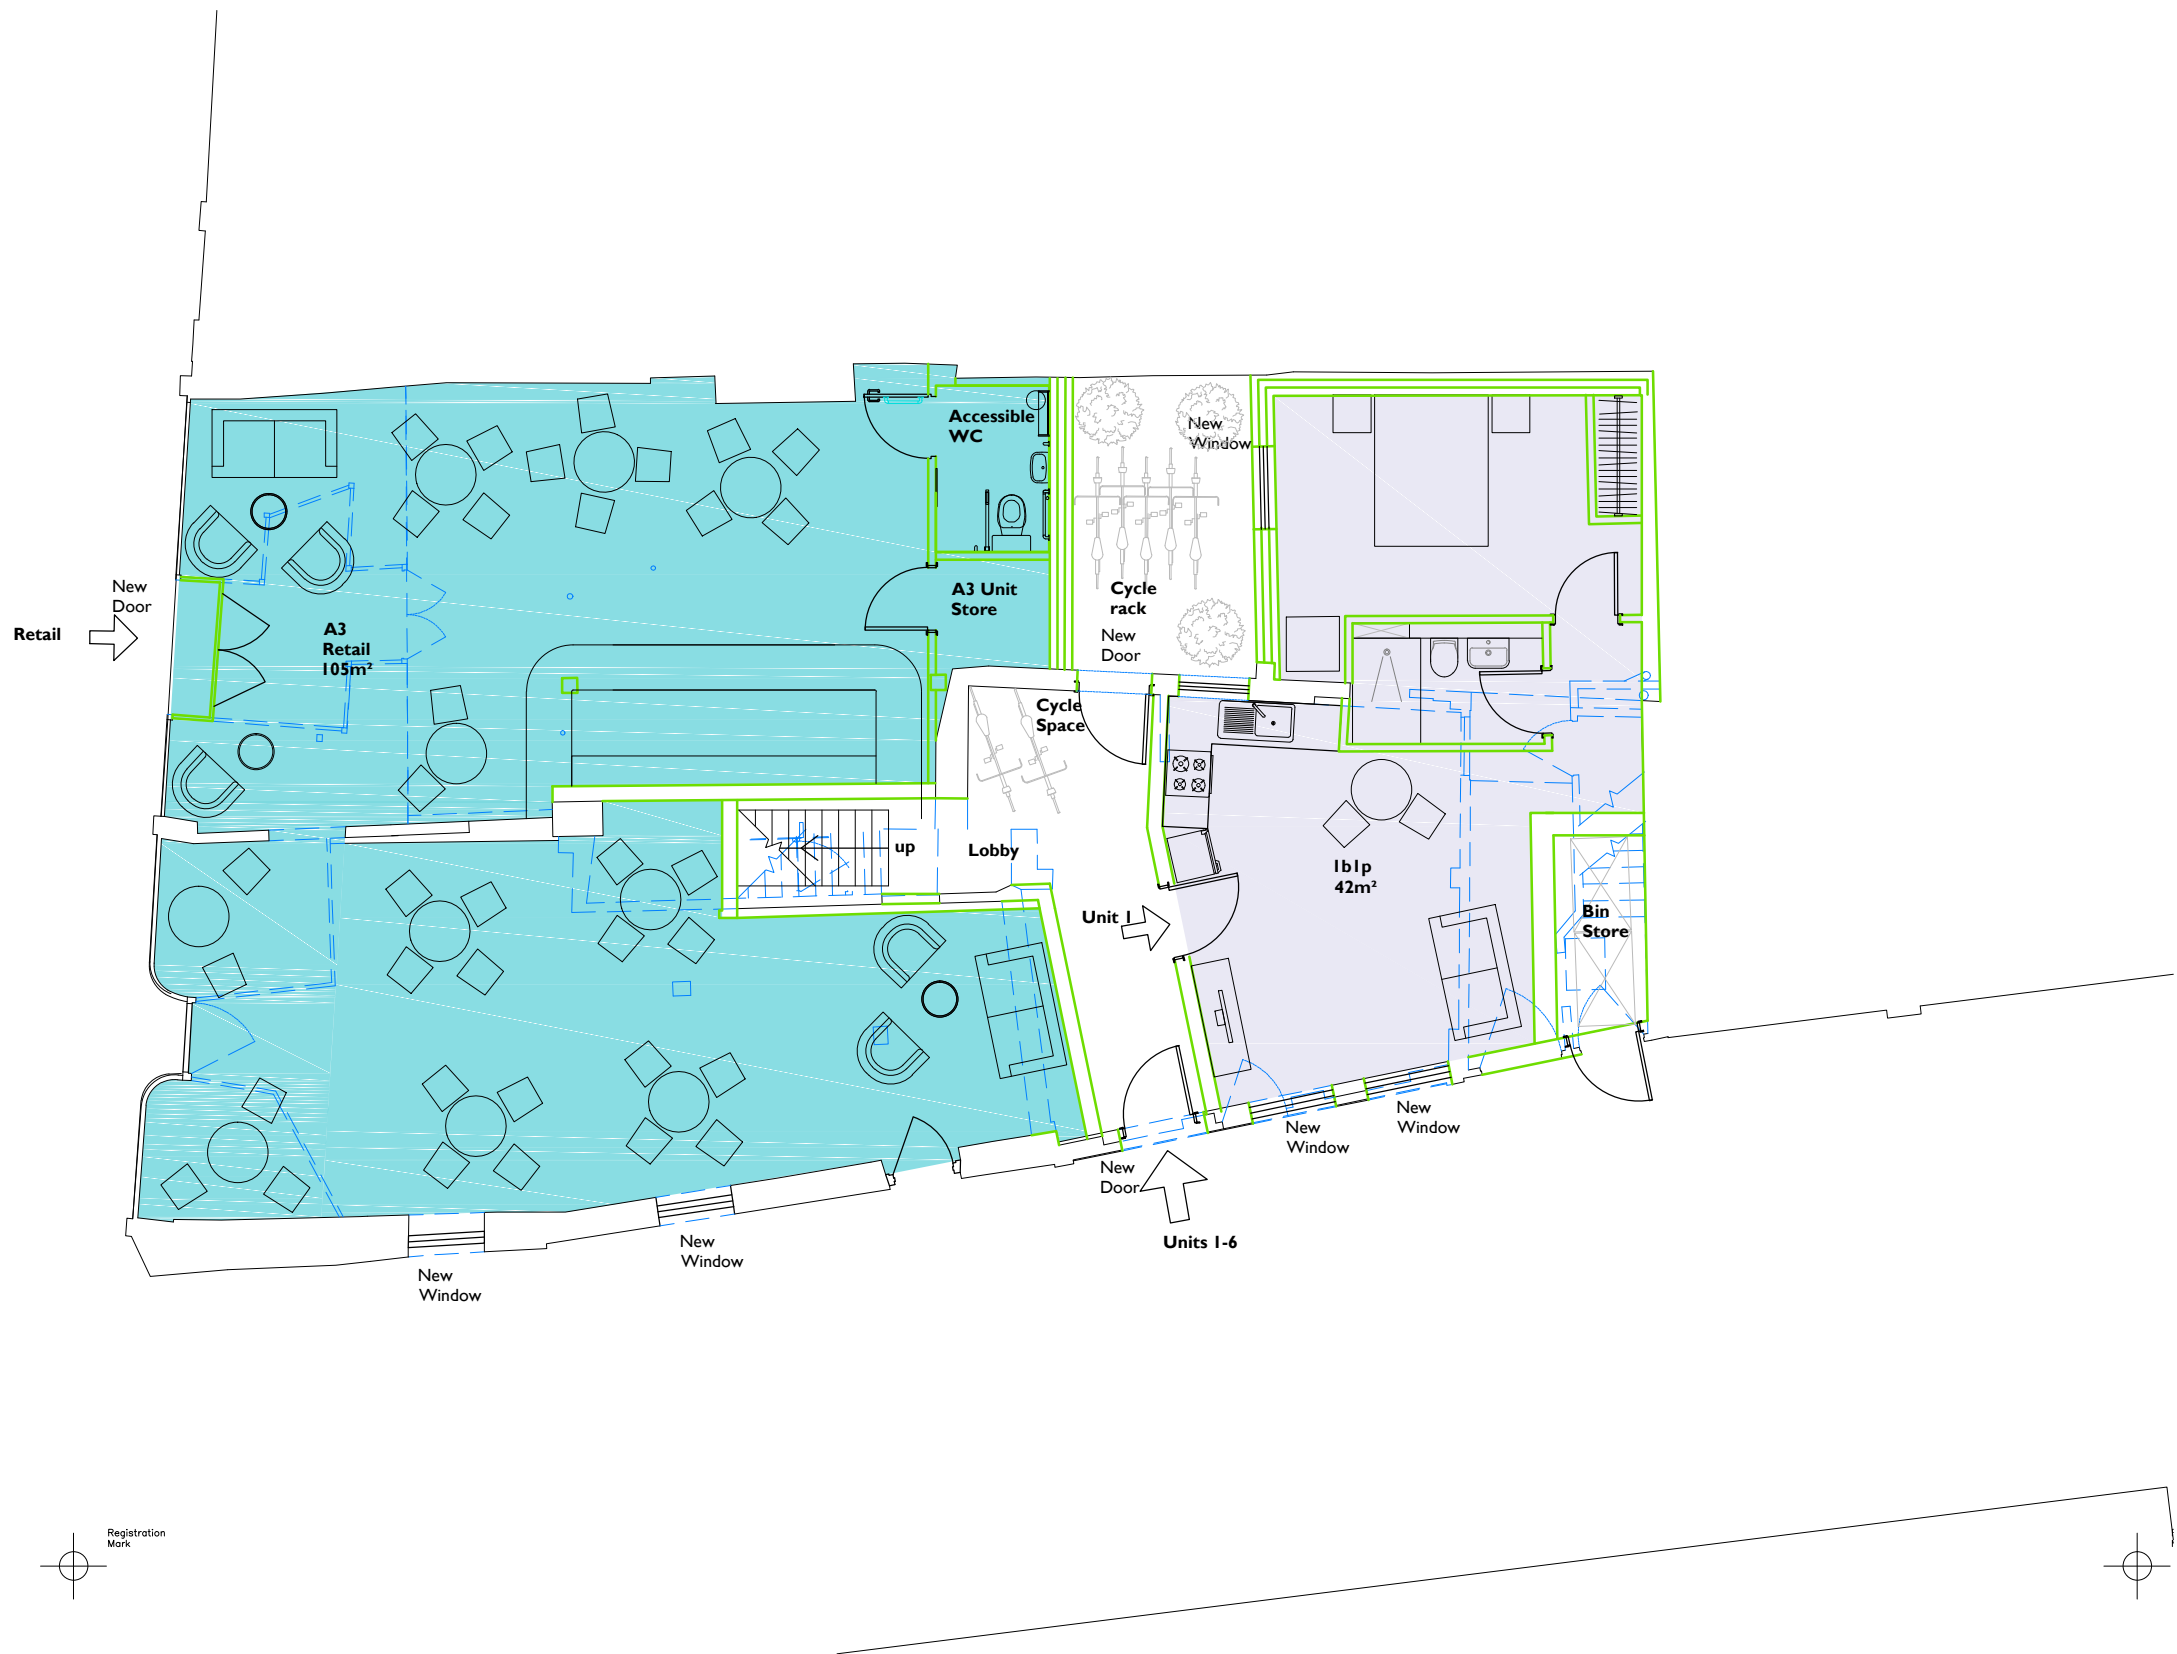 Accessible
WC
New
Window
New
Door
Retail
A3
Retail
105m²
A3 Unit
Store
Cycle
rack
New
Door
Cycle
Space
up
Lobby
1b1p
42m²
Unit 1
Bin
Store
New
Window
New
Window
New
Door
Units 1-6
New
Window
New
Window
Registration
Mark